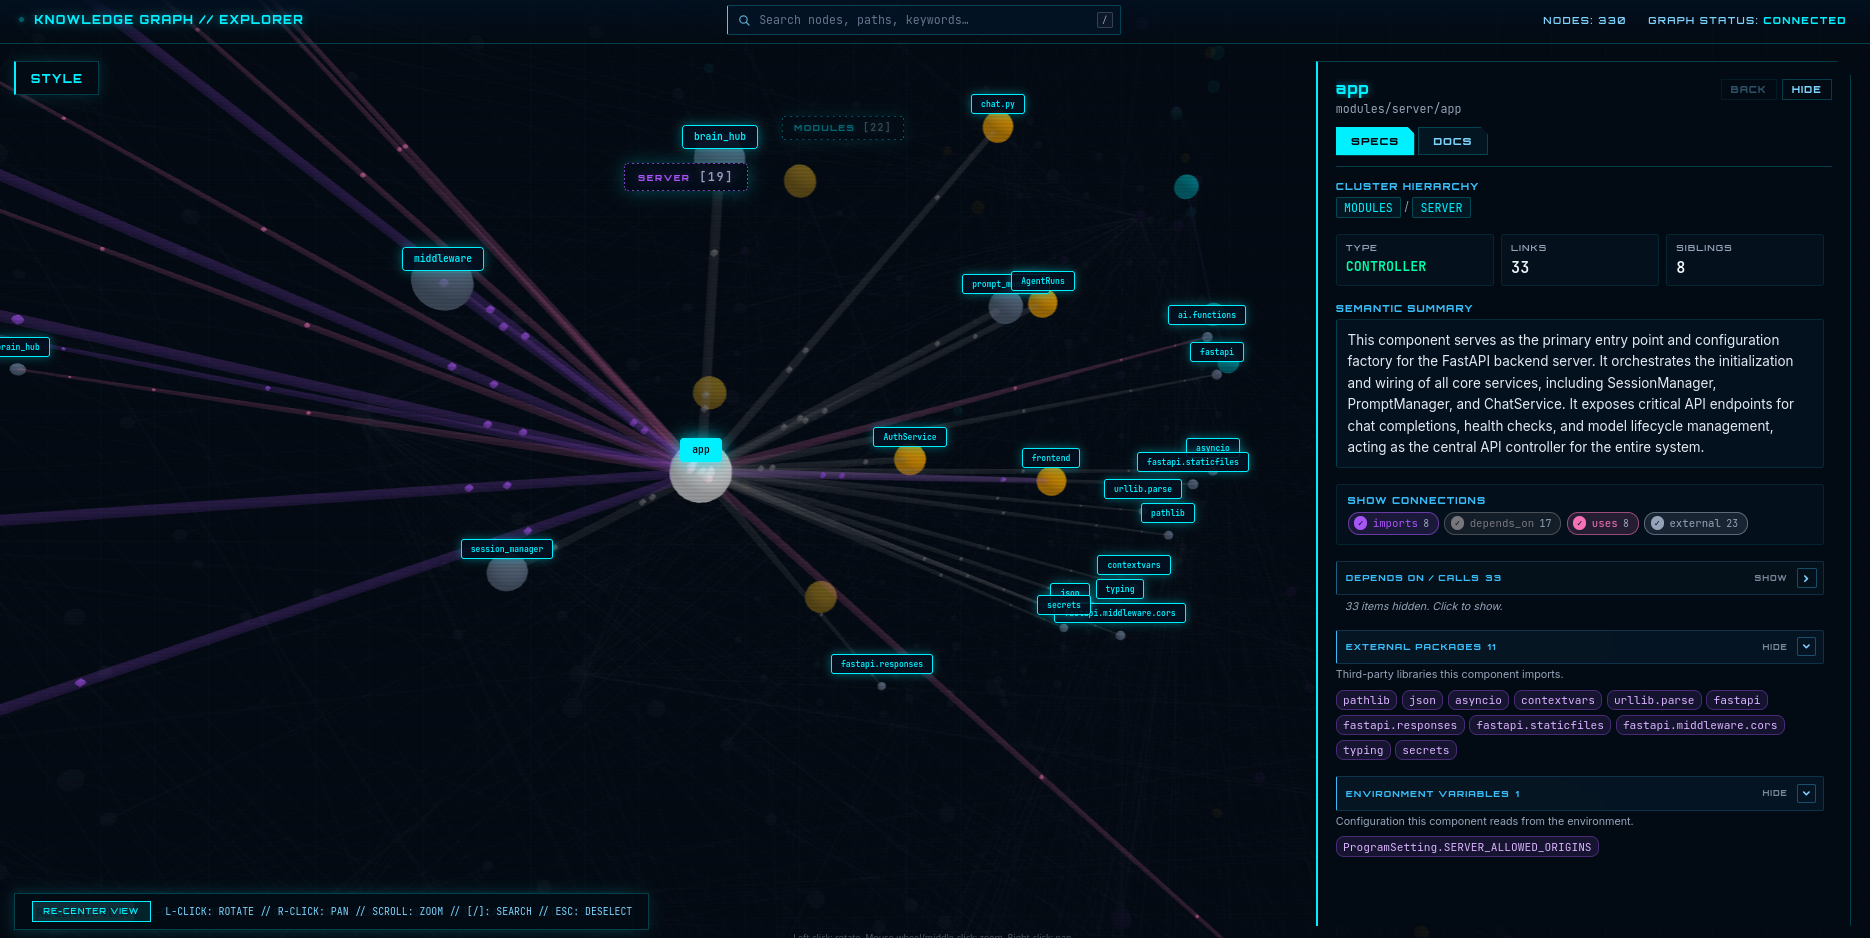 KNOWLEDGE GRAPH // EXPLORER
Search nodes, paths, keywords…
/
NODES: 330
GRAPH STATUS: CONNECTED
STYLE
chat.py
MODULES [22]
brain_hub
SERVER [19]
middleware
AgentRuns
ai.functions
fastapi
AuthService
app
frontend
asyncio
fastapi.staticfiles
urllib.parse
pathlib
session_manager
contextvars
typing
json
secrets
fastapi.responses
app
BACK
HIDE
modules/server/app
SPECS
DOCS
CLUSTER HIERARCHY
MODULES / SERVER
TYPE
CONTROLLER
LINKS
33
SIBLINGS
8
SEMANTIC SUMMARY
This component serves as the primary entry point and configuration
factory for the FastAPI backend server. It orchestrates the initialization
and wiring of all core services, including SessionManager,
PromptManager, and ChatService. It exposes critical API endpoints for
chat completions, health checks, and model lifecycle management,
acting as the central API controller for the entire system.
SHOW CONNECTIONS
imports 8
depends_on 17
uses 8
external 23
DEPENDS ON / CALLS 33
SHOW
33 items hidden. Click to show.
EXTERNAL PACKAGES 11
HIDE
Third-party libraries this component imports.
pathlib json asyncio contextvars urllib.parse fastapi
fastapi.responses fastapi.staticfiles fastapi.middleware.cors
typing secrets
ENVIRONMENT VARIABLES 1
HIDE
Configuration this component reads from the environment.
ProgramSetting.SERVER_ALLOWED_ORIGINS
RE-CENTER VIEW
L-CLICK: ROTATE // R-CLICK: PAN // SCROLL: ZOOM // [/]: SEARCH // ESC: DESELECT